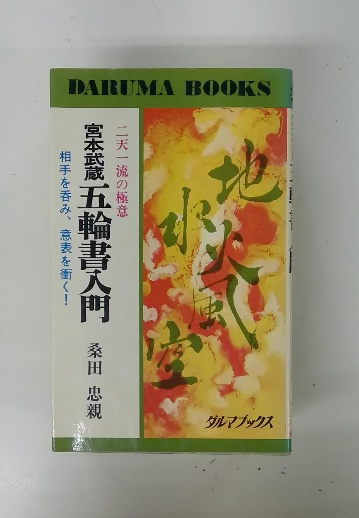 DARUMA BOOKS
二天一流の極意
宮本武蔵
五輪書入門
相手を呑み、意表を衝く！
桑田忠親
地
水
火
風
空
ダルマブックス